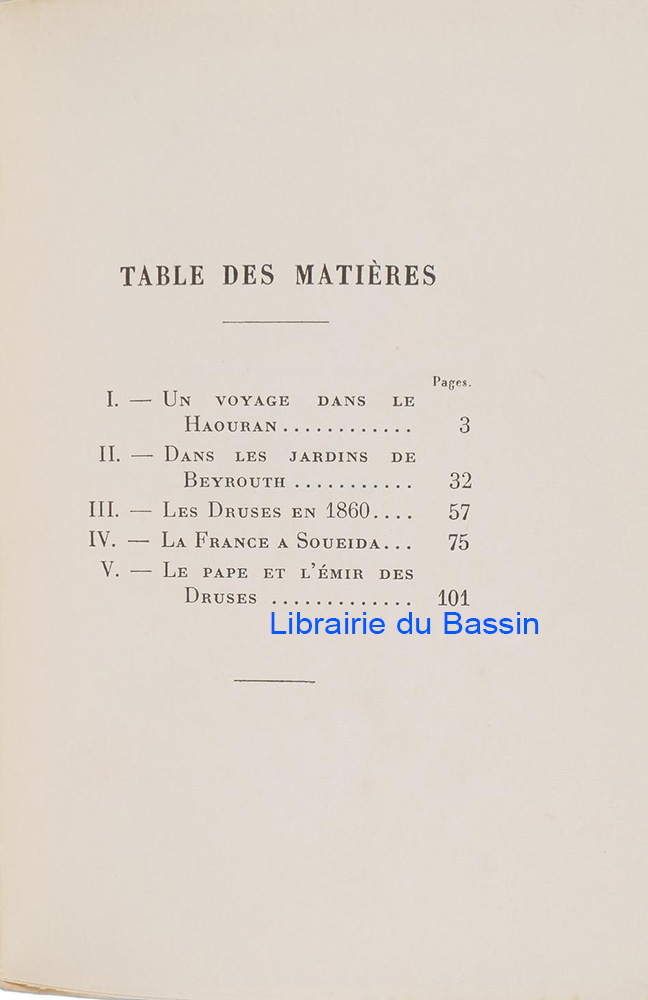 TABLE DES MATIÈRES
Pages.
I. — Un voyage dans le
Haouran............ 3
II. — Dans les jardins de
Beyrouth ........... 32
III. — Les Druses en 1860.... 57
IV. — La France a Soueida... 75
V. — Le pape et l'émir des
Druses ............. 101
Librairie du Bassin